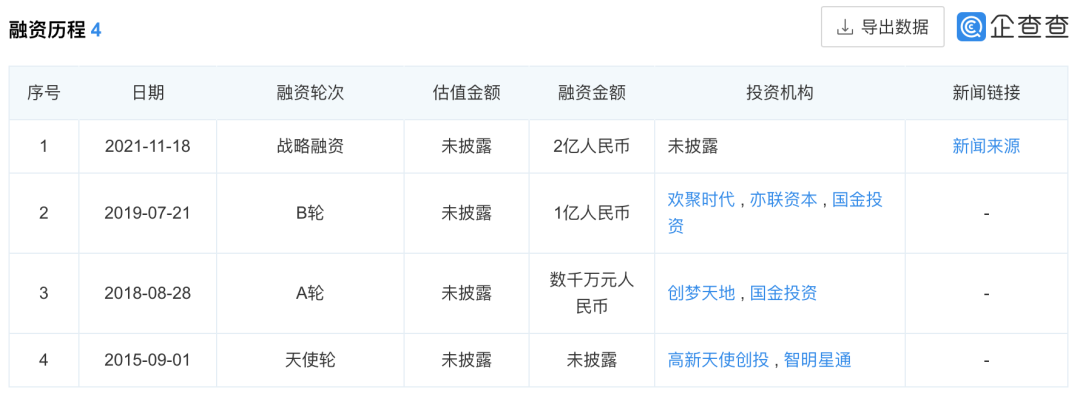 融资历程 4
导出数据
企查查
序号 日期 融资轮次 估值金额 融资金额 投资机构 新闻链接
1 2021-11-18 战略融资 未披露 2亿人民币 未披露 新闻来源
2 2019-07-21 B轮 未披露 1亿人民币 欢聚时代 , 亦联资本 , 国金投
资 -
3 2018-08-28 A轮 未披露 数千万元人
民币 创梦天地 , 国金投资 -
4 2015-09-01 天使轮 未披露 未披露 高新天使创投 , 智明星通 -